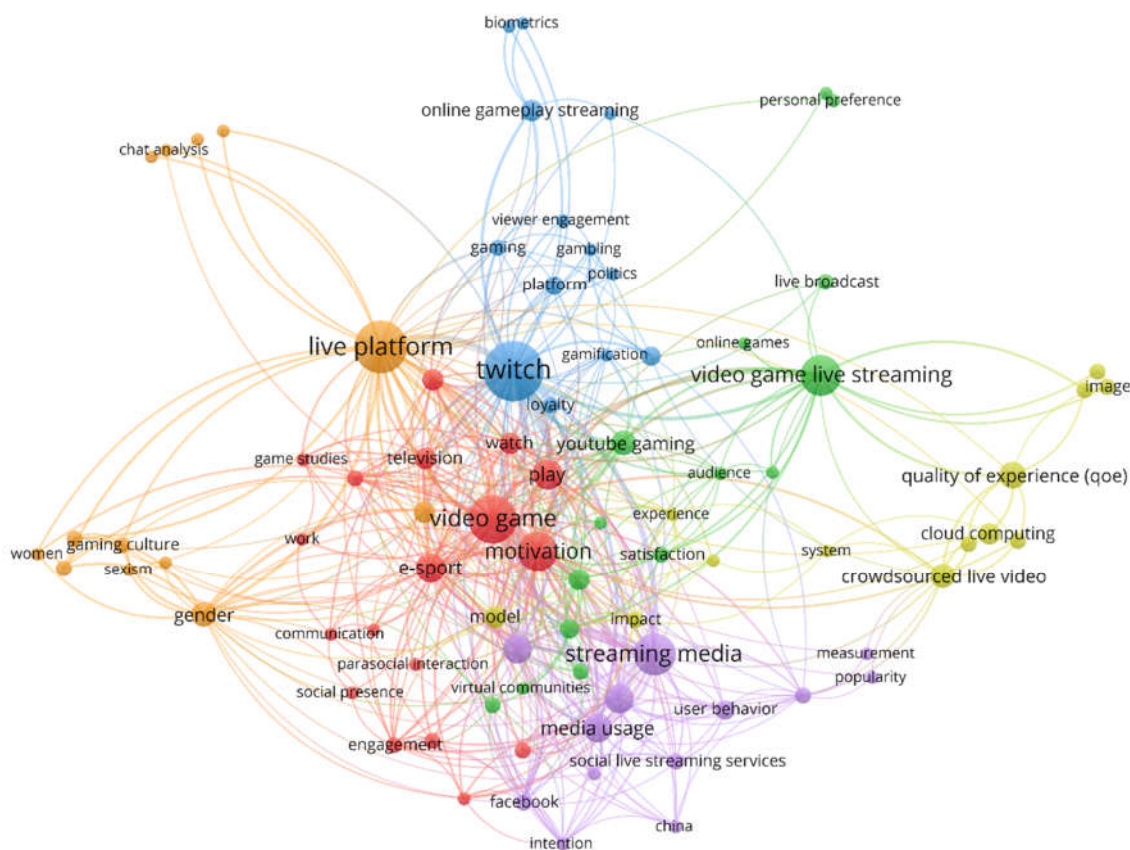 biometrics
online gameplay streaming
personal preference
chat analysis
viewer engagement
gaming
gambling
politics
platform
live broadcast
live platform
twitch
gamification
online games
video game live streaming
image
loyalty
watch
youtube gaming
game studies
television
play
audience
quality of experience (qoe)
video game
experience
women
gaming culture
work
motivation
satisfaction
system
cloud computing
sexism
e-sport
crowdsourced live video
gender
model
impact
communication
streaming media
measurement
parasocial interaction
popularity
social presence
virtual communities
user behavior
media usage
engagement
social live streaming services
facebook
china
intention